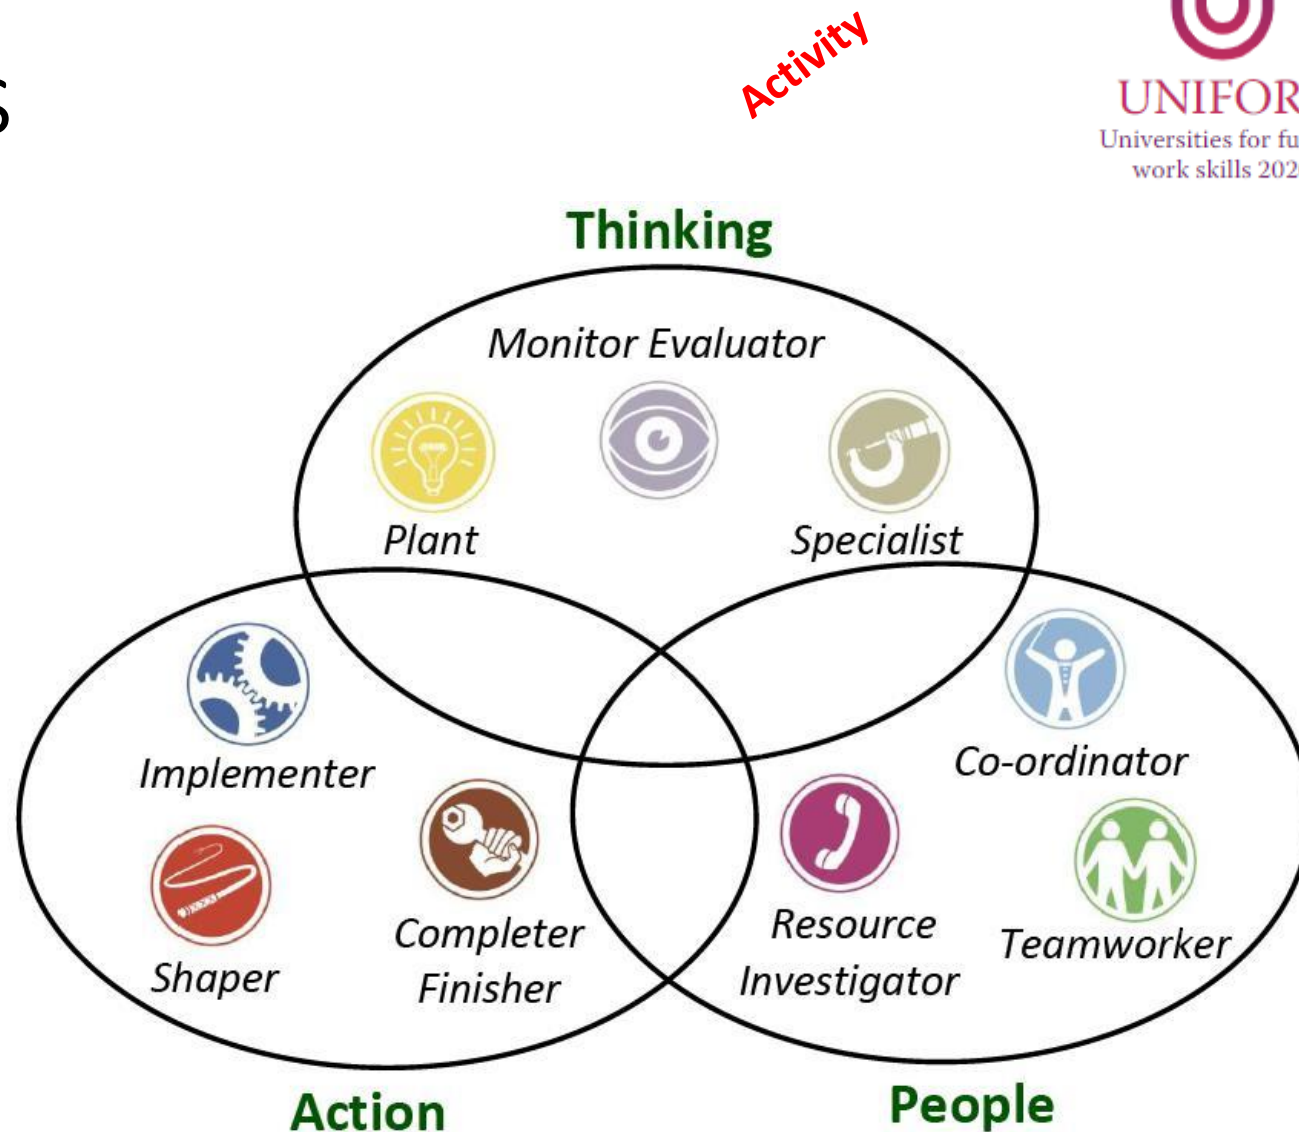 s
Activity
UNIFOR
Universities for fu
work skills 202
Thinking
Monitor Evaluator
Plant
Specialist
Implementer
Co-ordinator
Shaper
Completer
Finisher
Resource
Investigator
Teamworker
Action
People